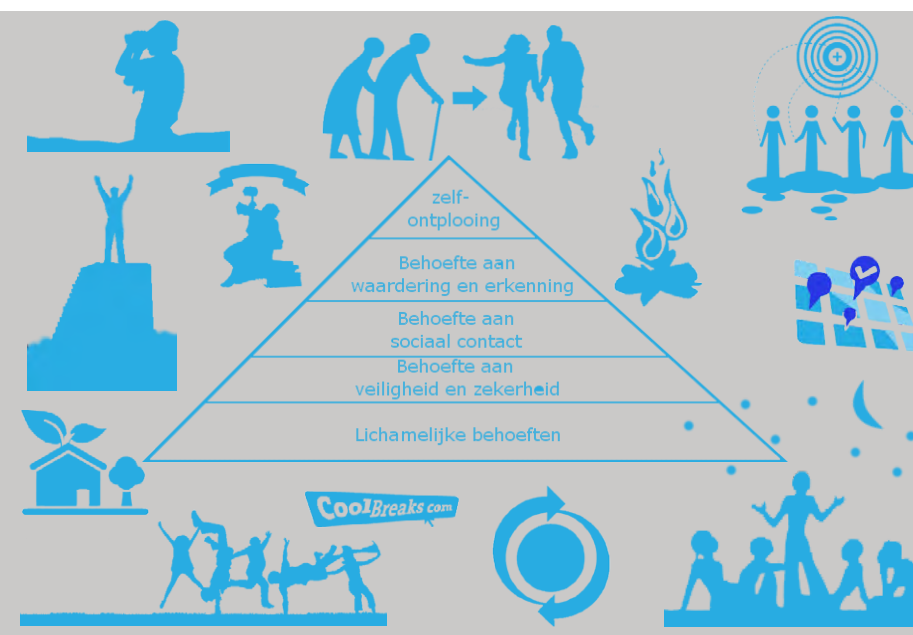 zelf-
ontplooing
Behoefte aan
waardering en erkenning
Behoefte aan
sociaal contact
Behoefte aan
veiligheid en zekerheid
Lichamelijke behoeften
CoolBreaks com